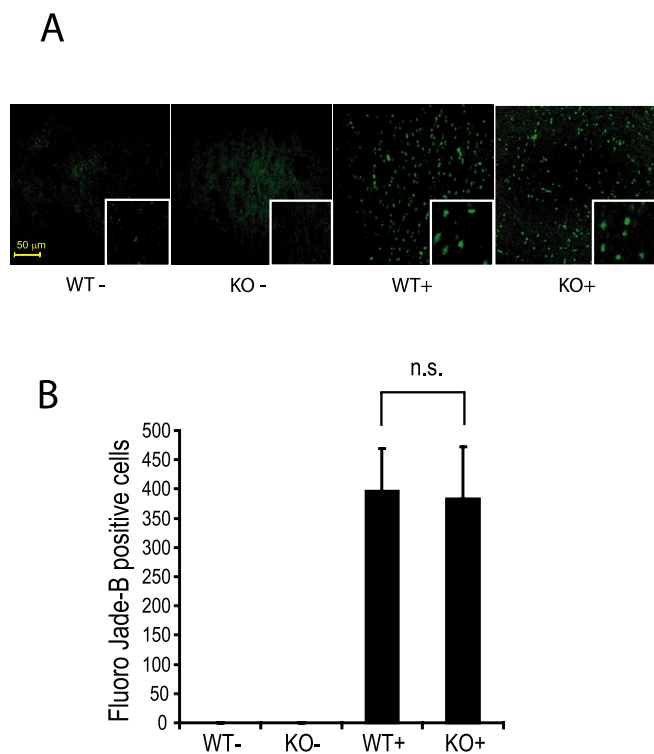 A
50 µm
WT - KO - WT+ KO+
B
n.s.
Fluoro Jade-B positive cells
500
450
400
350
300
250
200
150
100
50
0
WT- KO- WT+ KO+